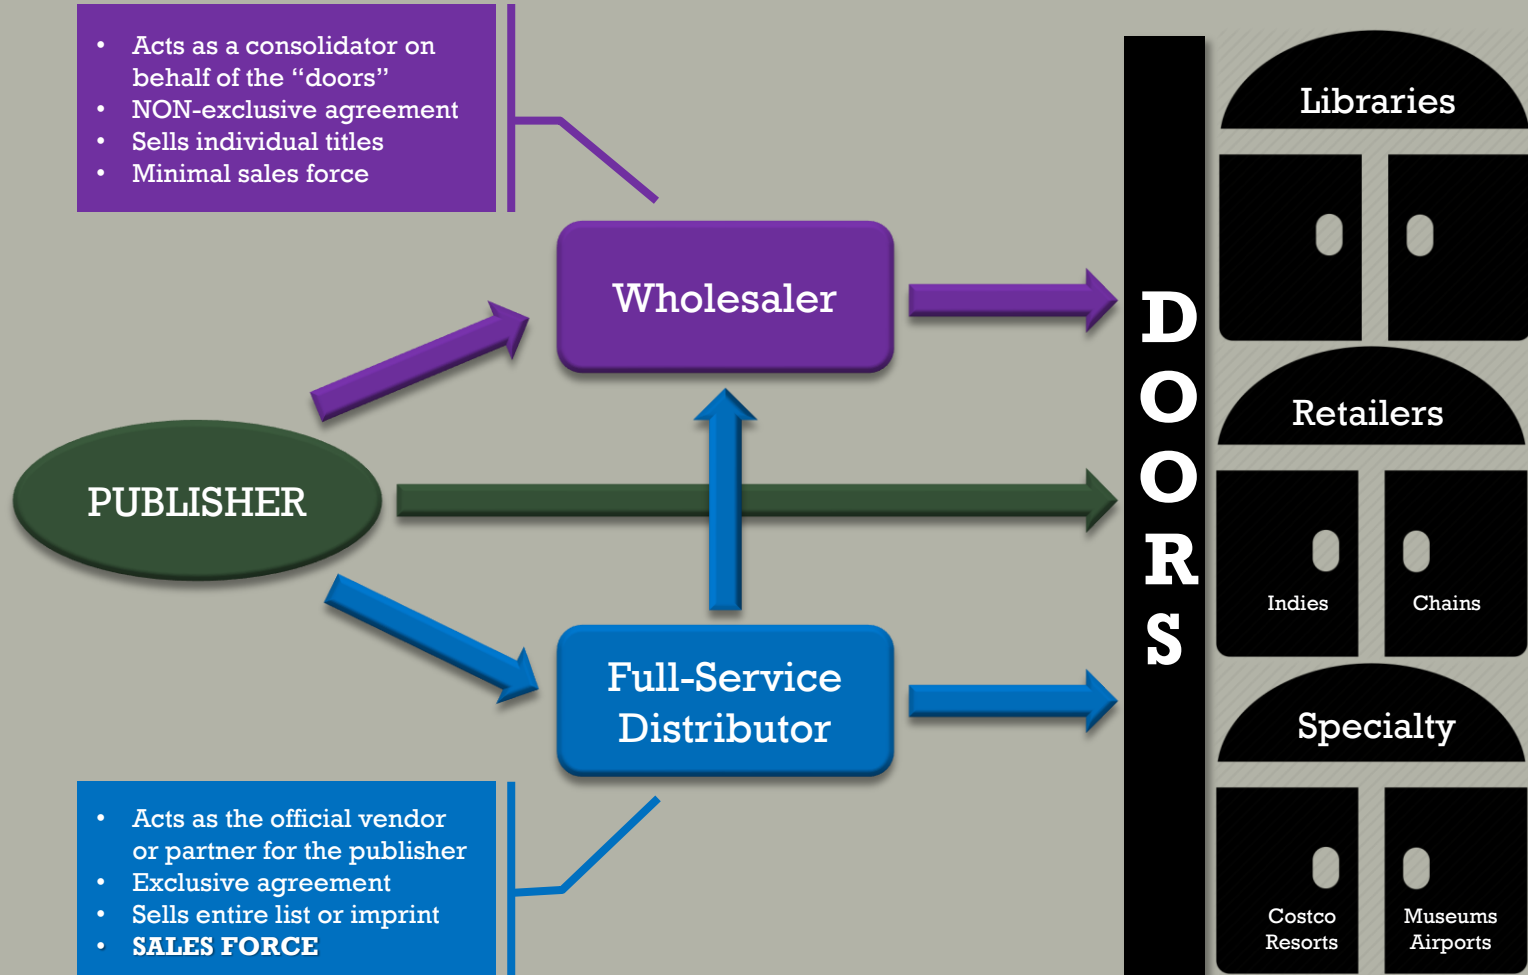 • Acts as a consolidator on
behalf of the “doors”
• NON-exclusive agreement
• Sells individual titles
• Minimal sales force
Wholesaler
PUBLISHER
Full-Service
Distributor
• Acts as the official vendor
or partner for the publisher
• Exclusive agreement
• Sells entire list or imprint
• SALES FORCE
D
O
O
R
S
Libraries
Retailers
Indies
Chains
Specialty
Costco
Resorts
Museums
Airports